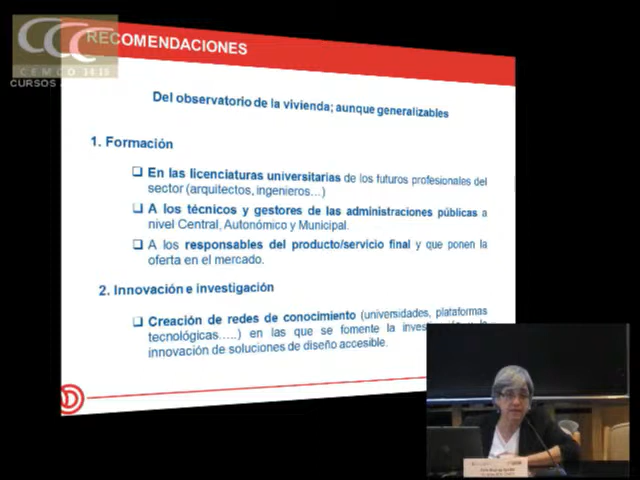 CCC
RECOMENDACIONES
CEMCO 2010
CURSOS
Del observatorio de la vivienda; aunque generalizables
1. Formación
❑ En las licenciaturas universitarias de los futuros profesionales del
sector (arquitectos, ingenieros…)
❑ A los técnicos y gestores de las administraciones públicas a
nivel Central, Autonómico y Municipal.
❑ A los responsables del producto/servicio final y que ponen la
oferta en el mercado.
2. Innovación e investigación
❑ Creación de redes de conocimiento (universidades, plataformas
tecnológicas…..) en las que se fomente la
innovación de soluciones de diseño accesible.